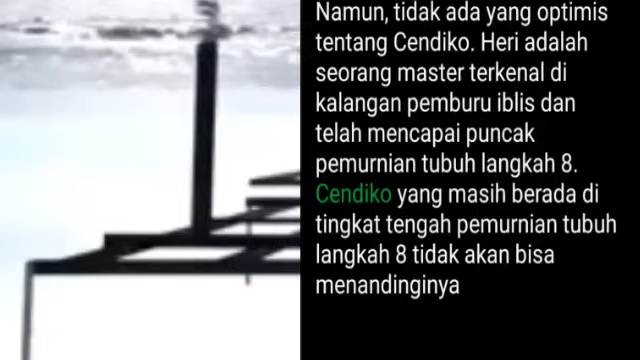 Namun, tidak ada yang optimis
tentang Cendiko. Heri adalah
seorang master terkenal di
kalangan pemburu iblis dan
telah mencapai puncak
pemurnian tubuh langkah 8.
Cendiko yang masih berada di
tingkat tengah pemurnian tubuh
langkah 8 tidak akan bisa
menandinginya